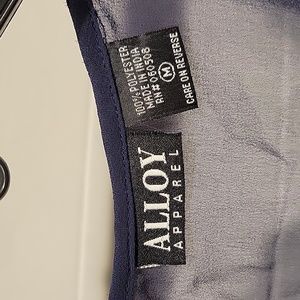 100% POLYESTER
MADE IN INDIA
RN# 060508
M
CARE ON REVERSE
ALLOY
APPAREL